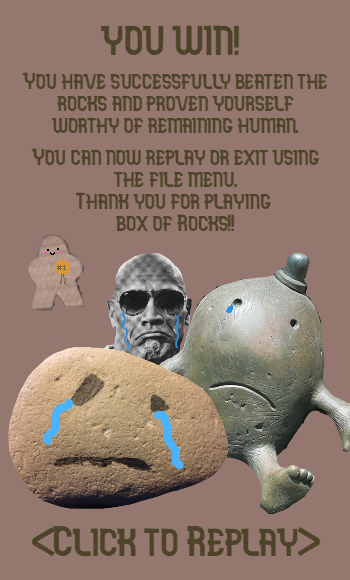 YOU WIN!
YOU HAVE SUCCESSFULLY BEATEN THE
ROCKS AND PROVEN YOURSELF
WORTHY OF REMAINING HUMAN.
YOU CAN NOW REPLAY OR EXIT USING
THE FILE MENU.
THANK YOU FOR PLAYING
BOX OF ROCKS!!
#1
<CLICK TO REPLAY>